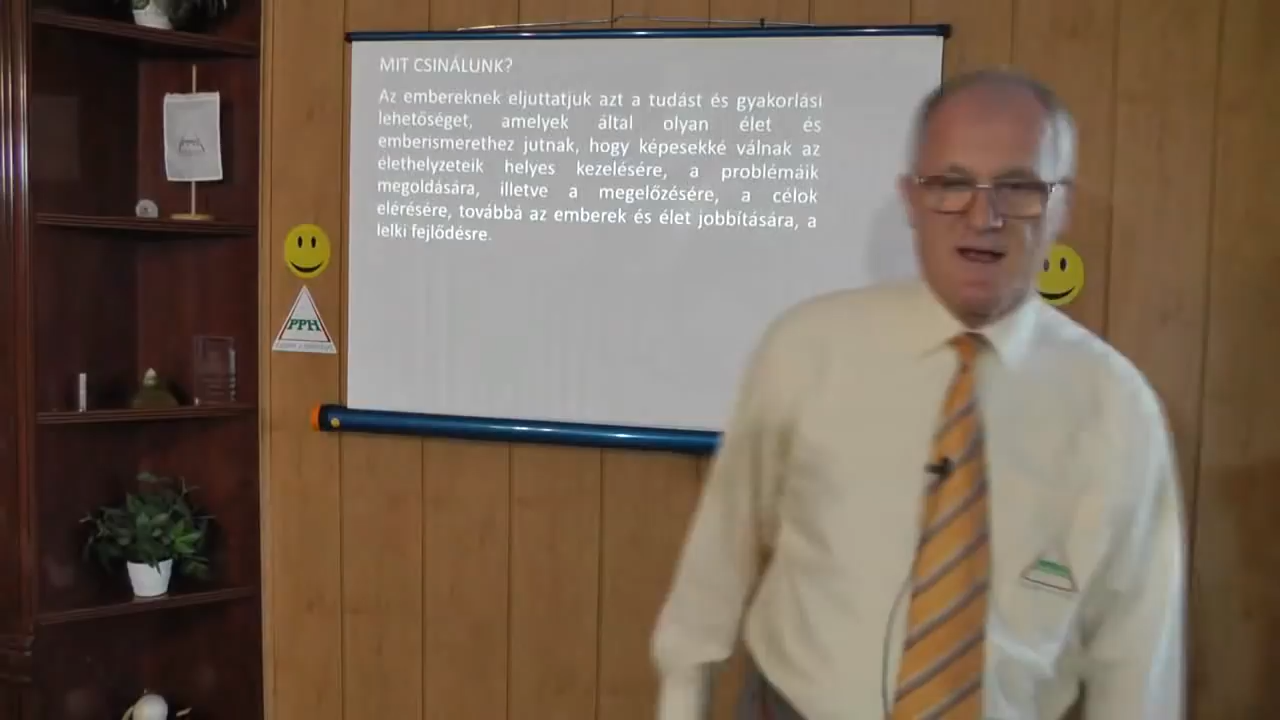 MIT CSINÁLUNK?
Az embereknek eljuttatjuk azt a tudást és gyakorlási
lehetőséget, amelyek által olyan élet és
emberismerethez jutnak, hogy képesekké válnak az
élethelyzeteik helyes kezelésére, a problémáik
megoldására, illetve a megelőzésére, a célok
elérésére, továbbá az emberek és élet jobbítására, a
lelki fejlődésre.
PPH